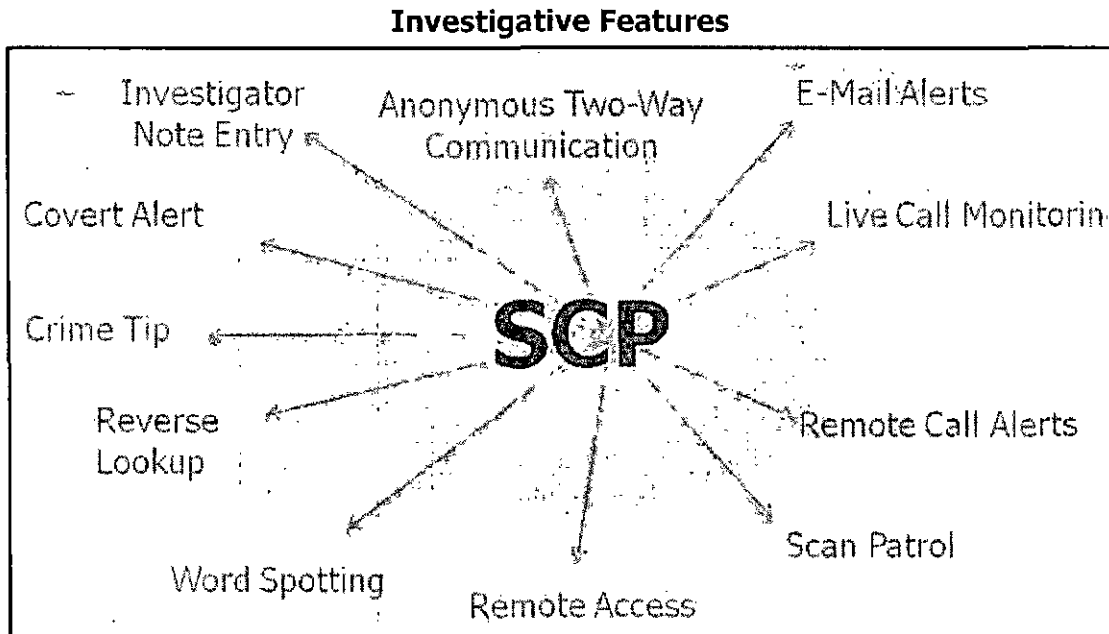 Investigative Features
Investigator
Note Entry
Anonymous Two-Way
Communication
E-Mail Alerts
Covert Alert
Live Call Monitorin
Crime Tip
SCP
Reverse
Lookup
Remote Call Alerts
Word Spotting
Remote Access
Scan Patrol